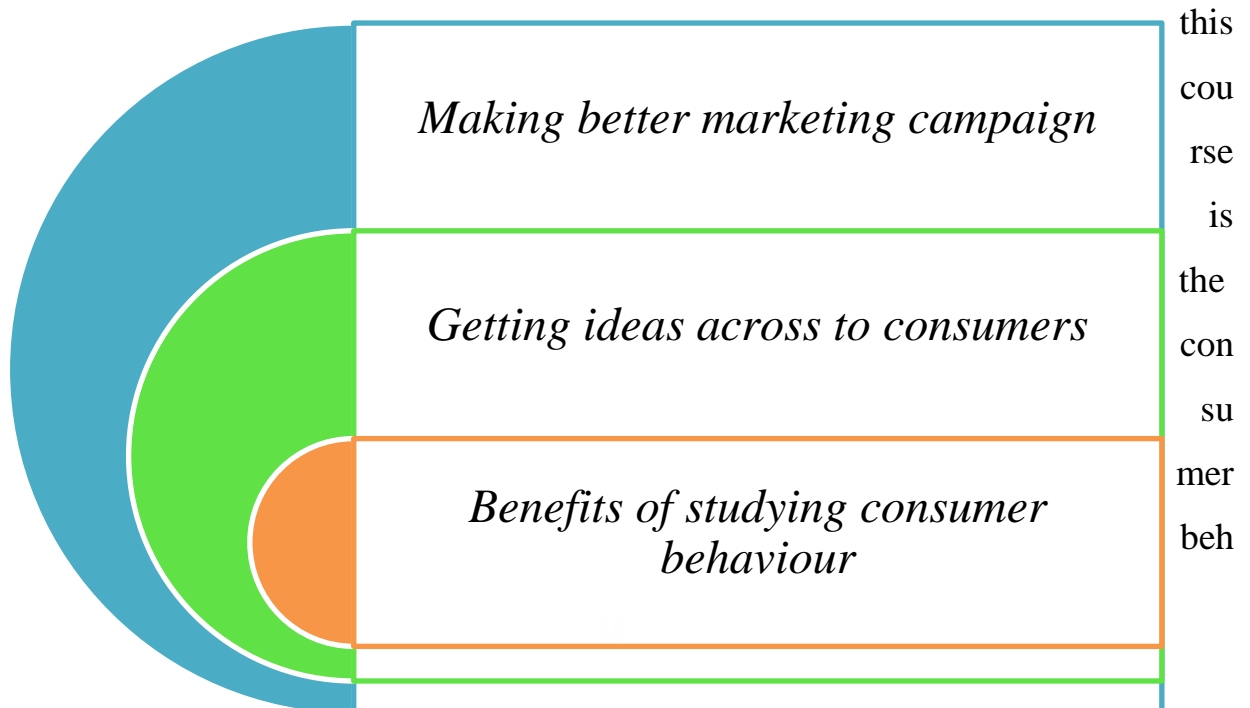 Making better marketing campaign
Getting ideas across to consumers
Benefits of studying consumer
behaviour
this
cou
rse
is
the
con
su
mer
beh